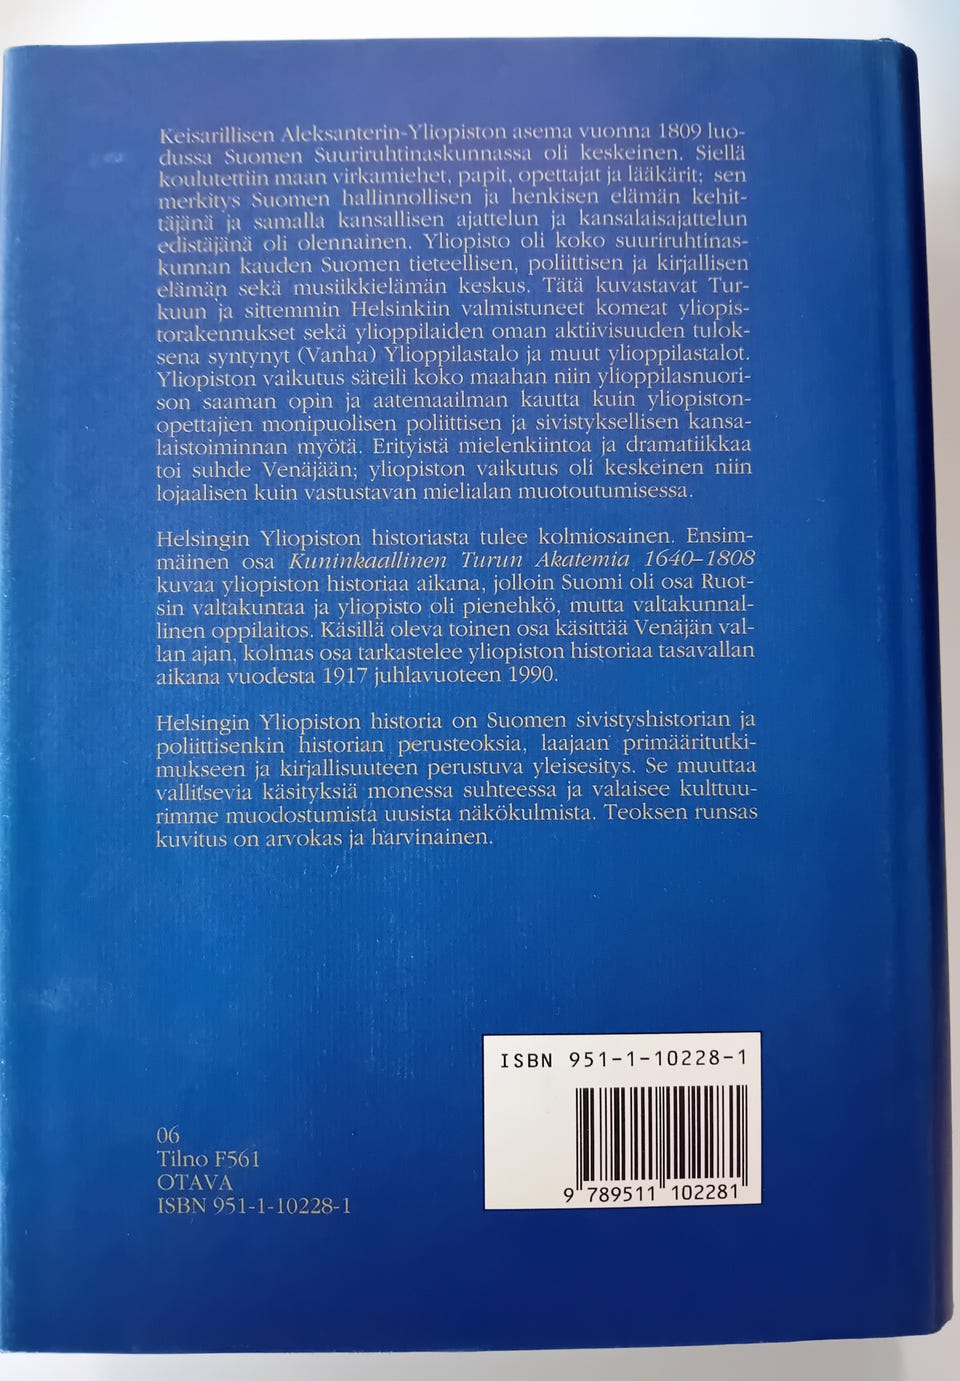 Keisarillisen Aleksanterin-Yliopiston asema vuonna 1809 luo-
dussa Suomen Suuriruhtinaskunnassa oli keskeinen. Siellä
koulutettiin maan virkamiehet, papit, opettajat ja lääkärit; sen
merkitys Suomen hallinnollisen ja henkisen elämän kehit-
täjänä ja samalla kansallisen ajattelun ja kansalaisajattelun
edistäjänä oli olennainen. Yliopisto oli koko suuriruhtinas-
kunnan kauden Suomen tieteellisen, poliittisen ja kirjallisen
elämän sekä musiikkielämän keskus. Tätä kuvastavat Tur-
kuun ja sittemmin Helsinkiin valmistuneet komeat yliopis-
torakennukset sekä ylioppilaiden oman aktiivisuuden tulok-
sena syntynyt (Vanha) Ylioppilastalo ja muut ylioppilastalot.
Yliopiston vaikutus säteili koko maahan niin ylioppilasnuori-
son saaman opin ja aatemaailman kautta kuin yliopiston-
opettajien monipuolisen poliittisen ja sivistyksellisen kansa-
laistoiminnan myötä. Erityistä mielenkiintoa ja dramatiikkaa
toi suhde Venäjään; yliopiston vaikutus oli keskeinen niin
lojaalisen kuin vastustavan mielialan muotoutumisessa.
Helsingin Yliopiston historiasta tulee kolmiosainen. Ensim-
mäinen osa Kuninkaallinen Turun Akatemia 1640–1808
kuvaa yliopiston historiaa aikana, jolloin Suomi oli osa Ruot-
sin valtakuntaa ja yliopisto oli pienehkö, mutta valtakunnal-
linen oppilaitos. Käsillä oleva toinen osa käsittää Venäjän val-
lan ajan, kolmas osa tarkastelee yliopiston historiaa tasavallan
aikana vuodesta 1917 juhlavuoteen 1990.
Helsingin Yliopiston historia on Suomen sivistyshistorian ja
poliittisenkin historian perusteoksia, laajaan primääritutki-
mukseen ja kirjallisuuteen perustuva yleisesitys. Se muuttaa
vallitsevia käsityksiä monessa suhteessa ja valaisee kulttuu-
rimme muodostumista uusista näkökulmista. Teoksen runsas
kuvitus on arvokas ja harvinainen.
ISBN 951-1-10228-1
9 789511 102281
06
Tilno F561
OTAVA
ISBN 951-1-10228-1